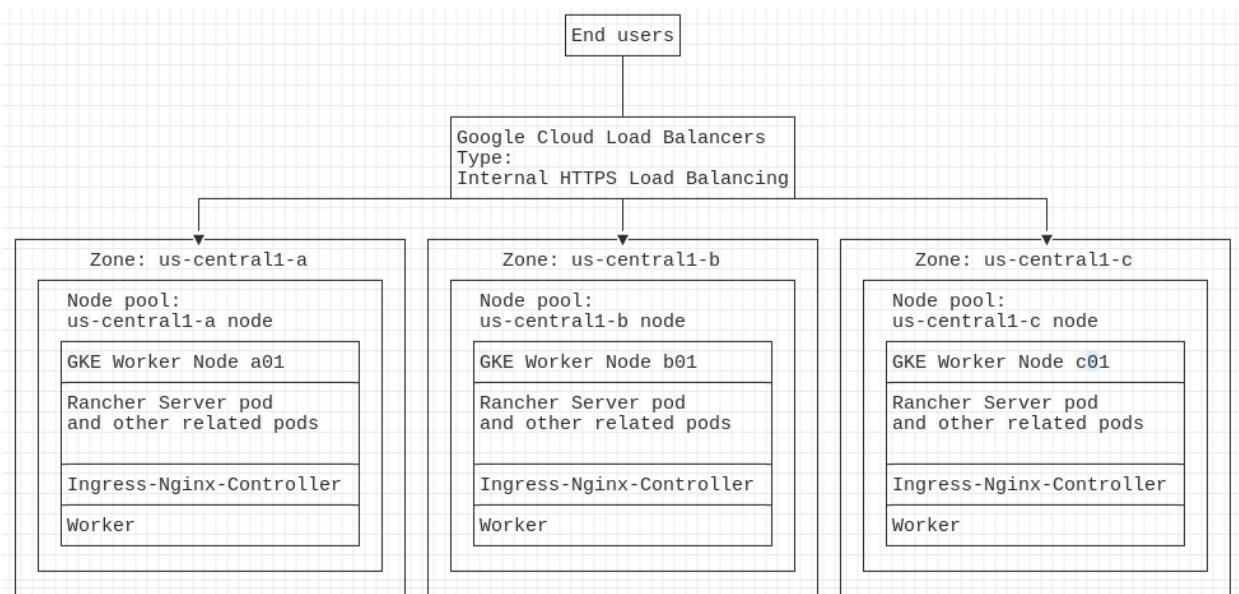 End users
Google Cloud Load Balancers
Type:
Internal HTTPS Load Balancing
Zone: us-central1-a
Node pool:
us-central1-a node
GKE Worker Node a01
Rancher Server pod
and other related pods
Ingress-Nginx-Controller
Worker
Zone: us-central1-b
Node pool:
us-central1-b node
GKE Worker Node b01
Rancher Server pod
and other related pods
Ingress-Nginx-Controller
Worker
Zone: us-central1-c
Node pool:
us-central1-c node
GKE Worker Node c01
Rancher Server pod
and other related pods
Ingress-Nginx-Controller
Worker